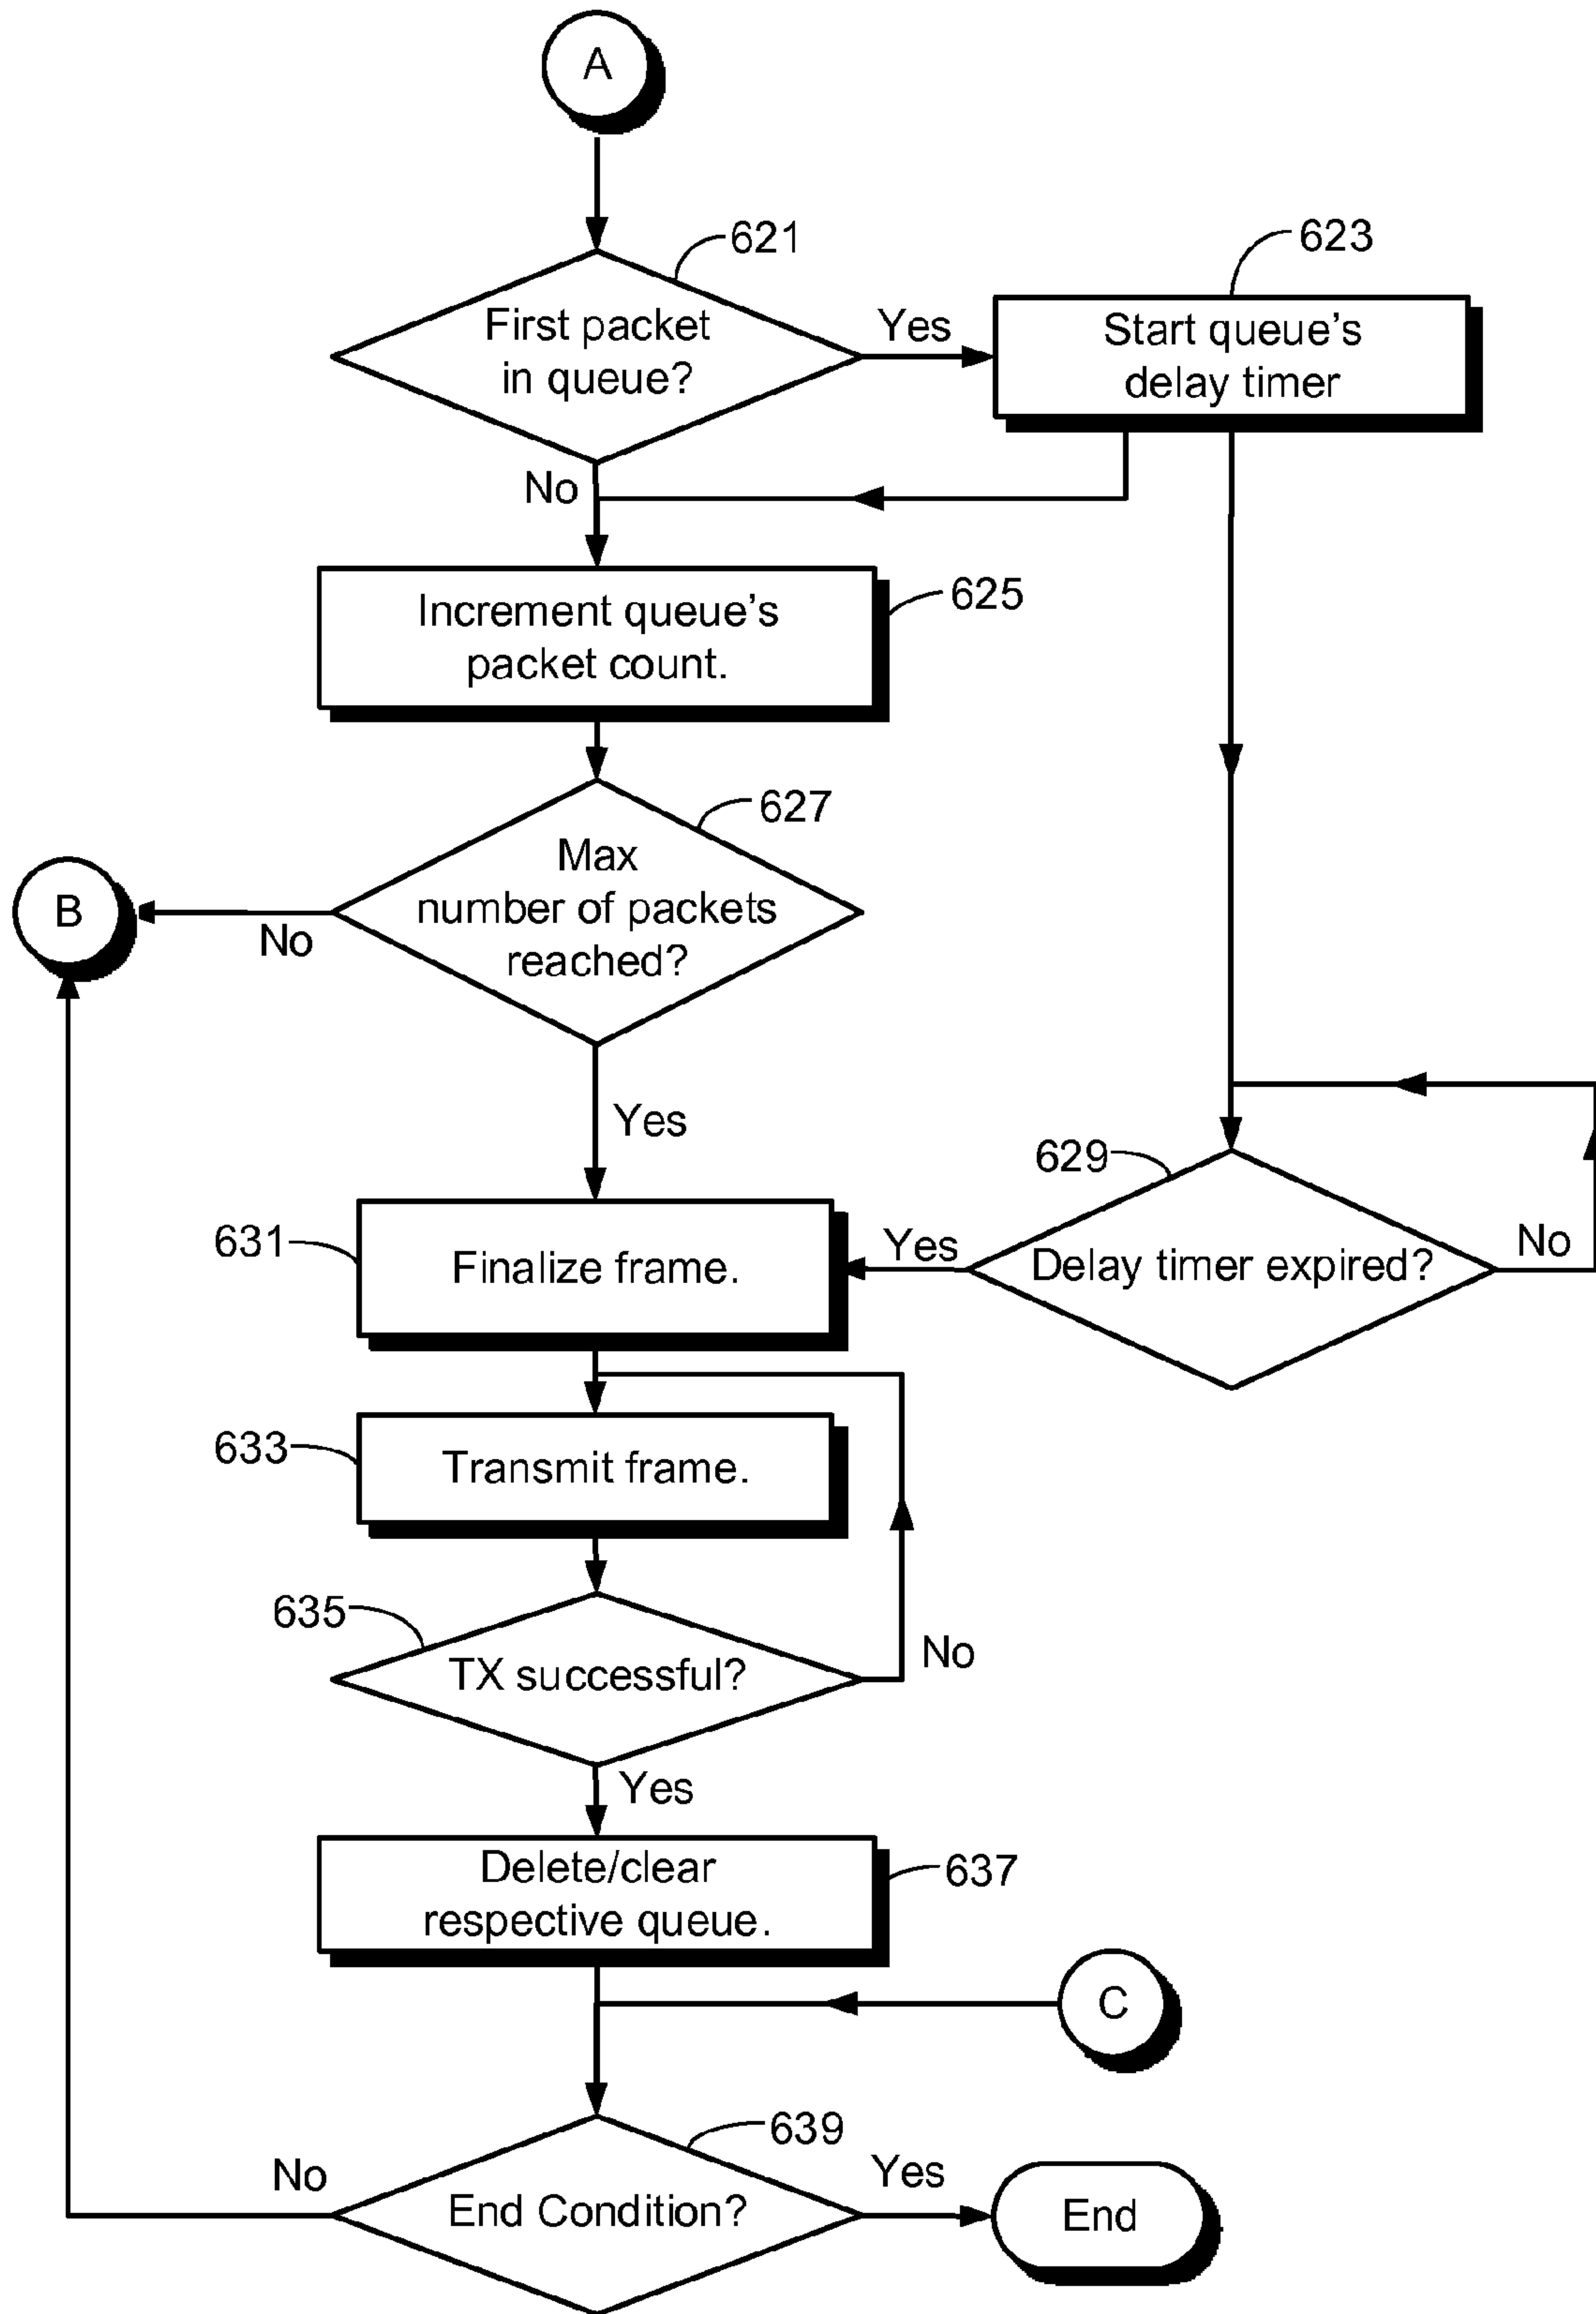 A
621
First packet
in queue?
Yes
623
Start queue's
delay timer
No
Increment queue's
packet count.
625
627
Max
number of packets
reached?
B
No
Yes
629
Delay timer expired?
No
Yes
631
Finalize frame.
633
Transmit frame.
635
TX successful?
No
Yes
Delete/clear
respective queue.
637
C
639
No
End Condition?
Yes
End